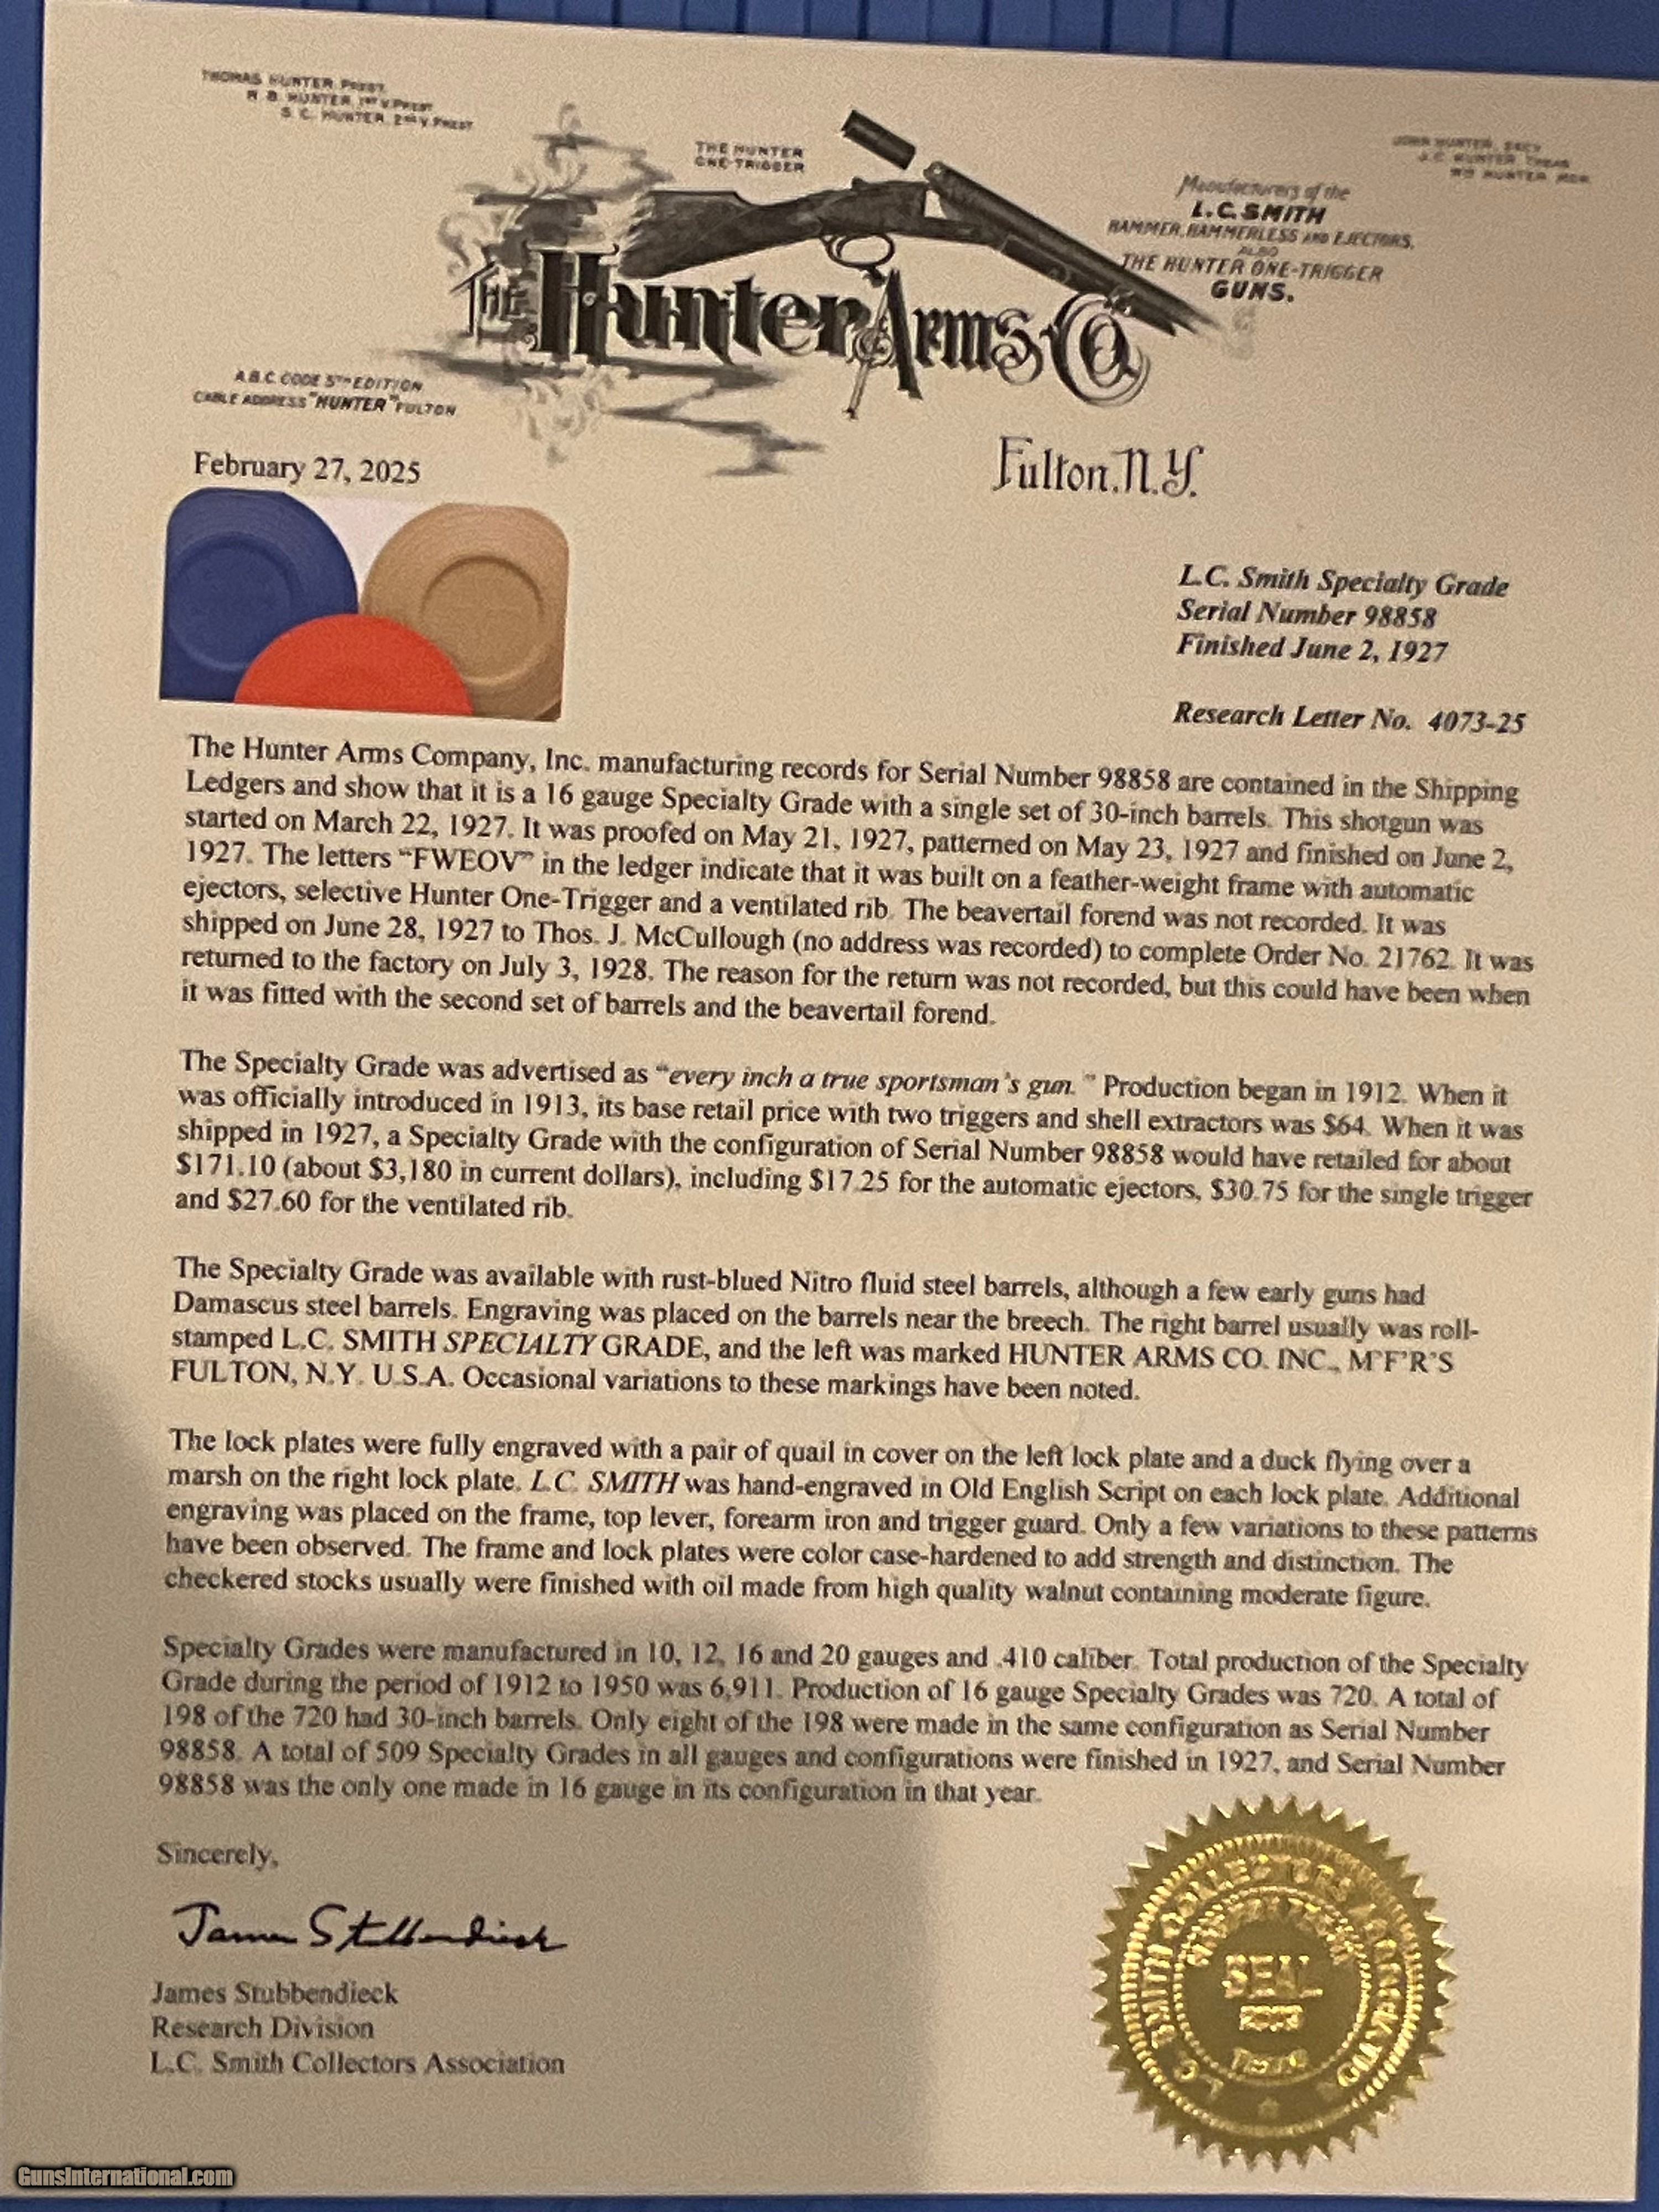 THOMAS HUNTER, PREST.
R. B. HUNTER, 1ST V. PREST.
S. C. HUNTER, 2ND V. PREST
THE HUNTER
ONE-TRIGGER
JOHN HUNTER, SECY
J. C. HUNTER, TREAS
Manufacturers of the
L.C. SMITH
HAMMER, HAMMERLESS AND EJECTORS,
ALSO
THE HUNTER ONE-TRIGGER
GUNS.
THE HUNTER ARMS CO.
A.B.C. CODE 5TH EDITION
CABLE ADDRESS "HUNTER" FULTON
Fulton, N.Y.
February 27, 2025
L.C. Smith Specialty Grade
Serial Number 98858
Finished June 2, 1927
Research Letter No. 4073-25
The Hunter Arms Company, Inc. manufacturing records for Serial Number 98858 are contained in the Shipping
Ledgers and show that it is a 16 gauge Specialty Grade with a single set of 30-inch barrels. This shotgun was
started on March 22, 1927. It was proofed on May 21, 1927, patterned on May 23, 1927 and finished on June 2,
1927. The letters “FWEOV” in the ledger indicate that it was built on a feather-weight frame with automatic
ejectors, selective Hunter One-Trigger and a ventilated rib. The beavertail forend was not recorded. It was
shipped on June 28, 1927 to Thos. J. McCullough (no address was recorded) to complete Order No. 21762. It was
returned to the factory on July 3, 1928. The reason for the return was not recorded, but this could have been when
it was fitted with the second set of barrels and the beavertail forend.
The Specialty Grade was advertised as “every inch a true sportsman’s gun.” Production began in 1912. When it
was officially introduced in 1913, its base retail price with two triggers and shell extractors was $64. When it was
shipped in 1927, a Specialty Grade with the configuration of Serial Number 98858 would have retailed for about
$171.10 (about $3,180 in current dollars), including $17.25 for the automatic ejectors, $30.75 for the single trigger
and $27.60 for the ventilated rib.
The Specialty Grade was available with rust-blued Nitro fluid steel barrels, although a few early guns had
Damascus steel barrels. Engraving was placed on the barrels near the breech. The right barrel usually was roll-
stamped L.C. SMITH SPECIALTY GRADE, and the left was marked HUNTER ARMS CO. INC., M’F’R’S
FULTON, N.Y. U.S.A. Occasional variations to these markings have been noted.
The lock plates were fully engraved with a pair of quail in cover on the left lock plate and a duck flying over a
marsh on the right lock plate. L.C. SMITH was hand-engraved in Old English Script on each lock plate. Additional
engraving was placed on the frame, top lever, forearm iron and trigger guard. Only a few variations to these patterns
have been observed. The frame and lock plates were color case-hardened to add strength and distinction. The
checkered stocks usually were finished with oil made from high quality walnut containing moderate figure.
Specialty Grades were manufactured in 10, 12, 16 and 20 gauges and .410 caliber. Total production of the Specialty
Grade during the period of 1912 to 1950 was 6,911. Production of 16 gauge Specialty Grades was 720. A total of
198 of the 720 had 30-inch barrels. Only eight of the 198 were made in the same configuration as Serial Number
98858. A total of 509 Specialty Grades in all gauges and configurations were finished in 1927, and Serial Number
98858 was the only one made in 16 gauge in its configuration in that year.
Sincerely,
James Stubbendieck
James Stubbendieck
Research Division
L.C. Smith Collectors Association
LC SMITH COLLECTORS ASSOCIATION
SEAL
GunsInternational.com